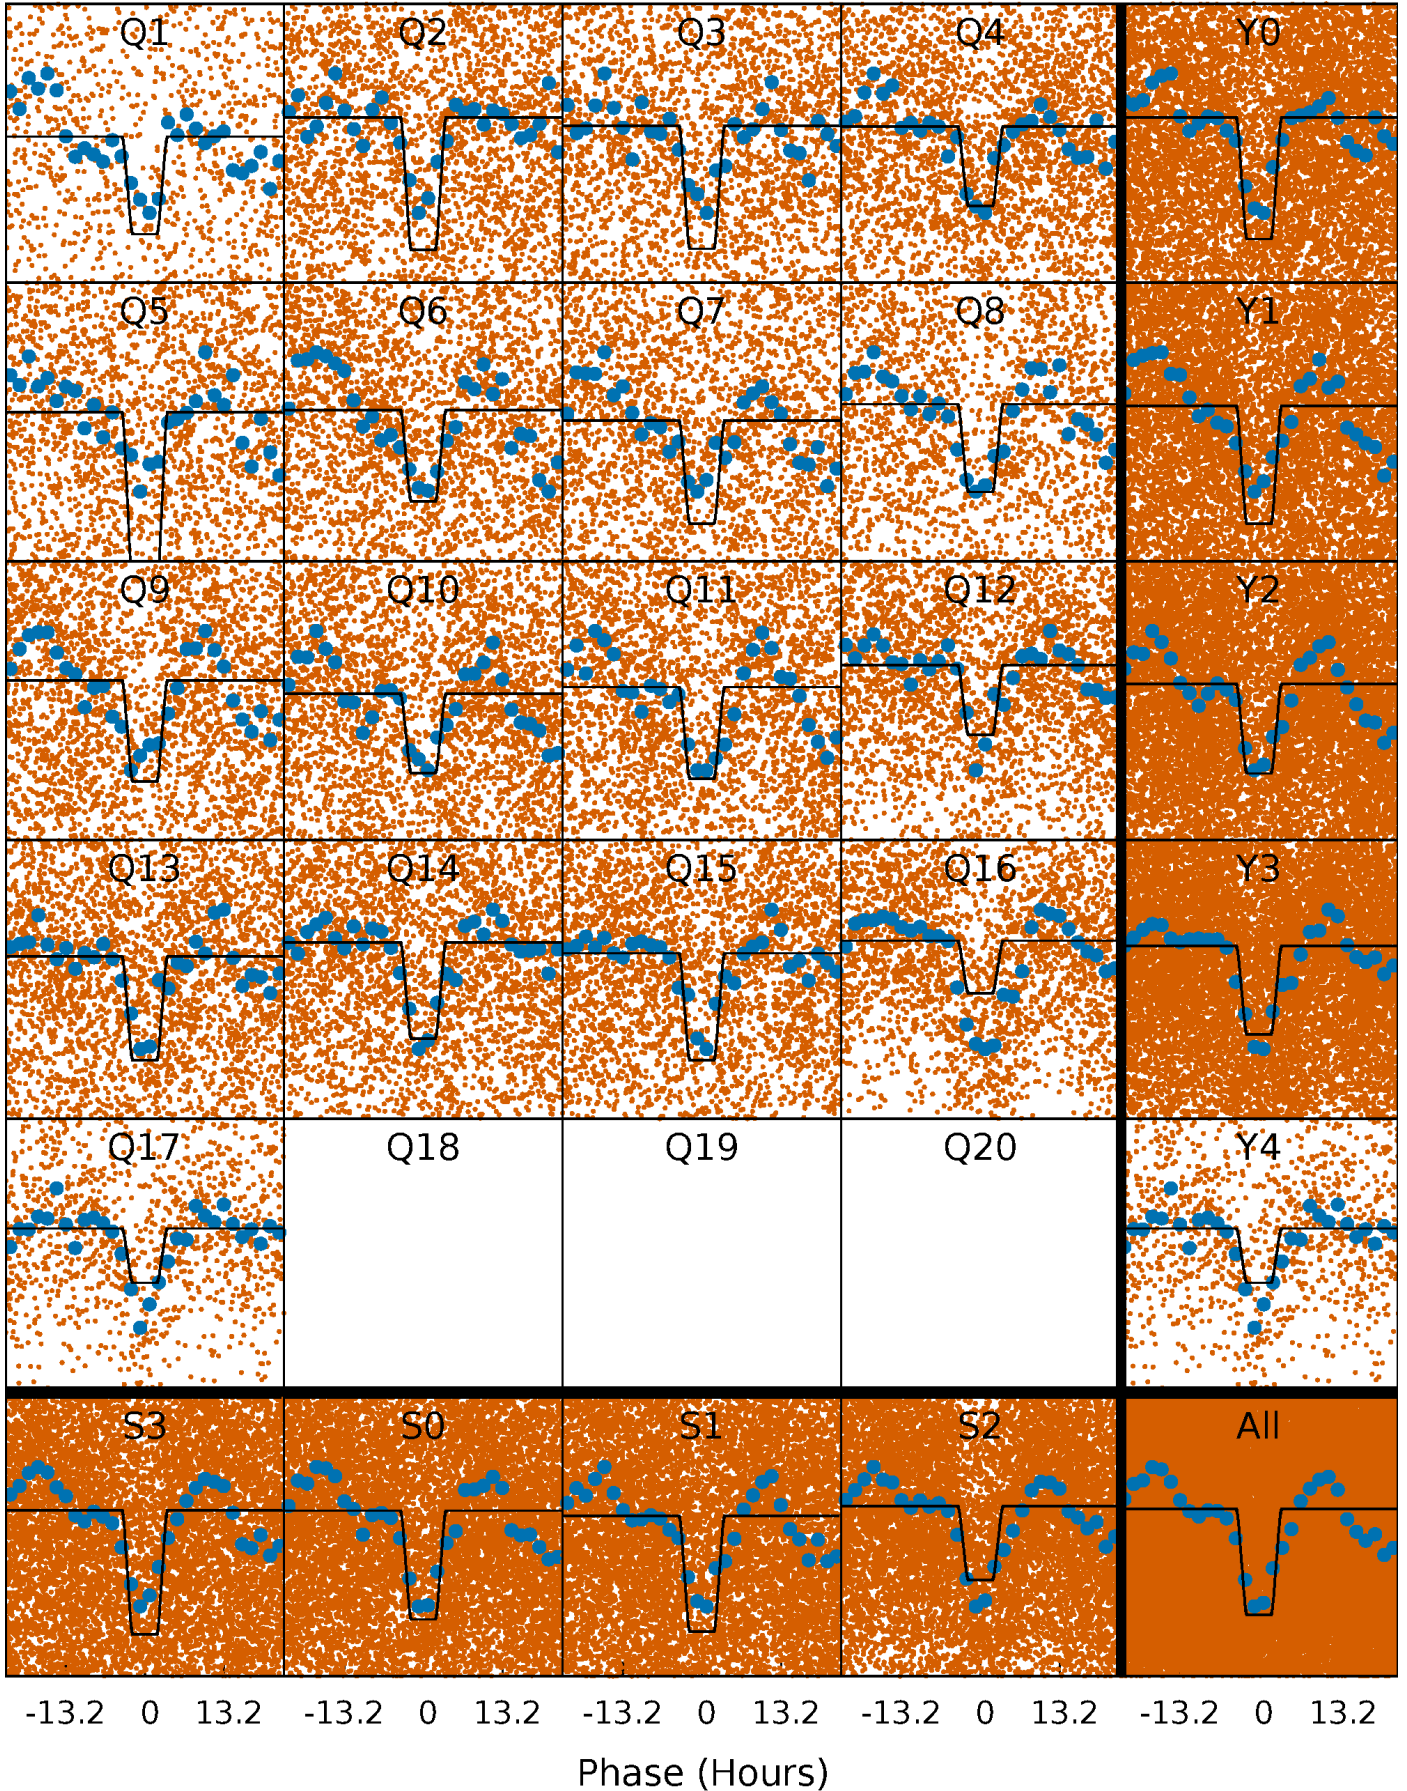 Q1 Q2 Q3 Q4 Y0
Q5 Q6 Q7 Q8 Y1
Q9 Q10 Q11 Q12 Y2
Q13 Q14 Q15 Q16 Y3
Q17 Q18 Q19 Q20 Y4
S3 S0 S1 S2 All
-13.2 0 13.2 -13.2 0 13.2 -13.2 0 13.2 -13.2 0 13.2 -13.2 0 13.2
Phase (Hours)